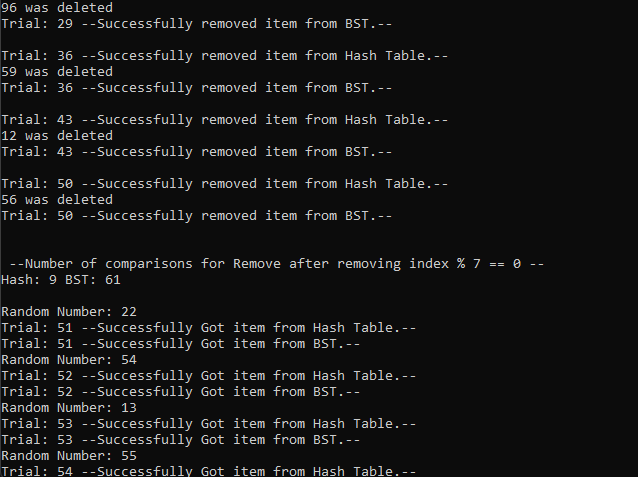 96 was deleted
Trial: 29 --Successfully removed item from BST.--
Trial: 36 --Successfully removed item from Hash Table.--
59 was deleted
Trial: 36 --Successfully removed item from BST.--
Trial: 43 --Successfully removed item from Hash Table.--
12 was deleted
Trial: 43 --Successfully removed item from BST.--
Trial: 50 --Successfully removed item from Hash Table.--
56 was deleted
Trial: 50 --Successfully removed item from BST.--
--Number of comparisons for Remove after removing index % 7 == 0 --
Hash: 9 BST: 61
Random Number: 22
Trial: 51 --Successfully Got item from Hash Table.--
Trial: 51 --Successfully Got item from BST.--
Random Number: 54
Trial: 52 --Successfully Got item from Hash Table.--
Trial: 52 --Successfully Got item from BST.--
Random Number: 13
Trial: 53 --Successfully Got item from Hash Table.--
Trial: 53 --Successfully Got item from BST.--
Random Number: 55
Trial: 54 --Successfully Got item from Hash Table.--